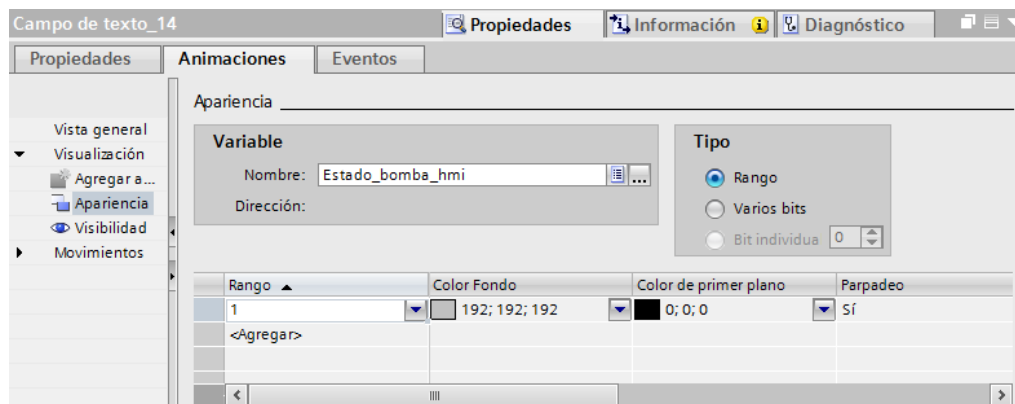 Campo de texto_14
Propiedades Información Diagnóstico
Propiedades Animaciones Eventos
Apariencia
Vista general
Visualización
Agregar a...
Apariencia
Visibilidad
Movimientos
Variable
Nombre: Estado_bomba_hmi ...
Dirección:
Tipo
Rango
Varios bits
Bit individua 0
Rango Color Fondo Color de primer plano Parpadeo
1 192; 192; 192 0; 0; 0 Sí
<Agregar>